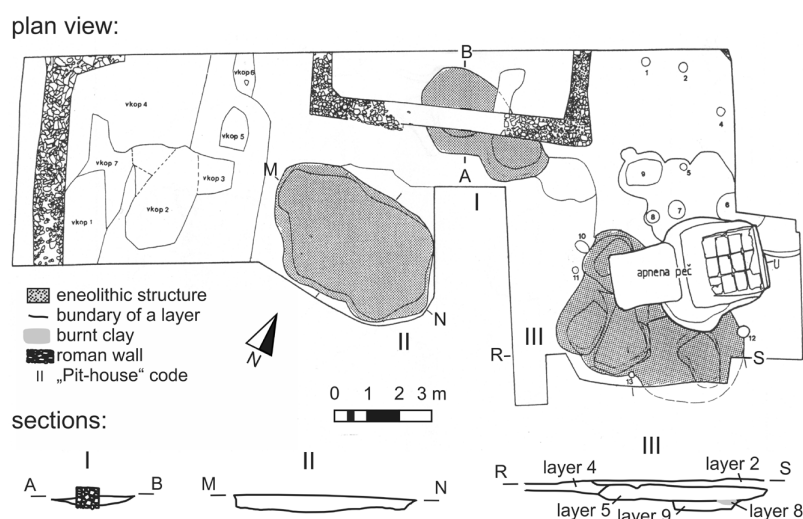 plan view:
B
vkop 6
1
2
vkop 4
4
vkop 5
vkop 7
A
I
5
9
M
vkop 3
vkop 1
vkop 2
8
7
6
10
11
apnena peč
eneolithic structure
bundary of a layer
burnt clay
roman wall
II „Pit-house“ code
N
N
II
III
R
12
S
13
0 1 2 3 m
sections:
I
II
III
A
B
M
N
R
layer 4
layer 2
S
layer 5
layer 9
layer 8